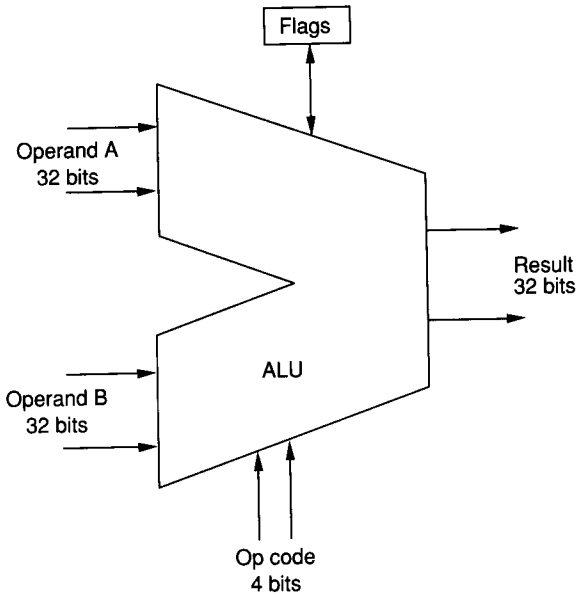 Flags
Operand A
32 bits
Result
32 bits
ALU
Operand B
32 bits
Op code
4 bits